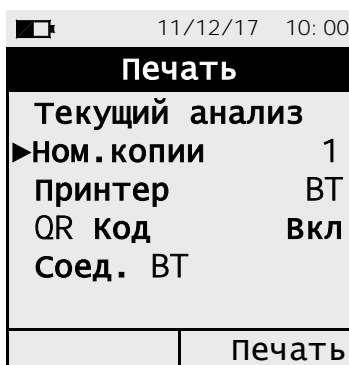 11/12/17 10:00
Печать
Текущий анализ
►Ном.копии 1
Принтер BT
QR Код Вкл
Соед. BT
Печать